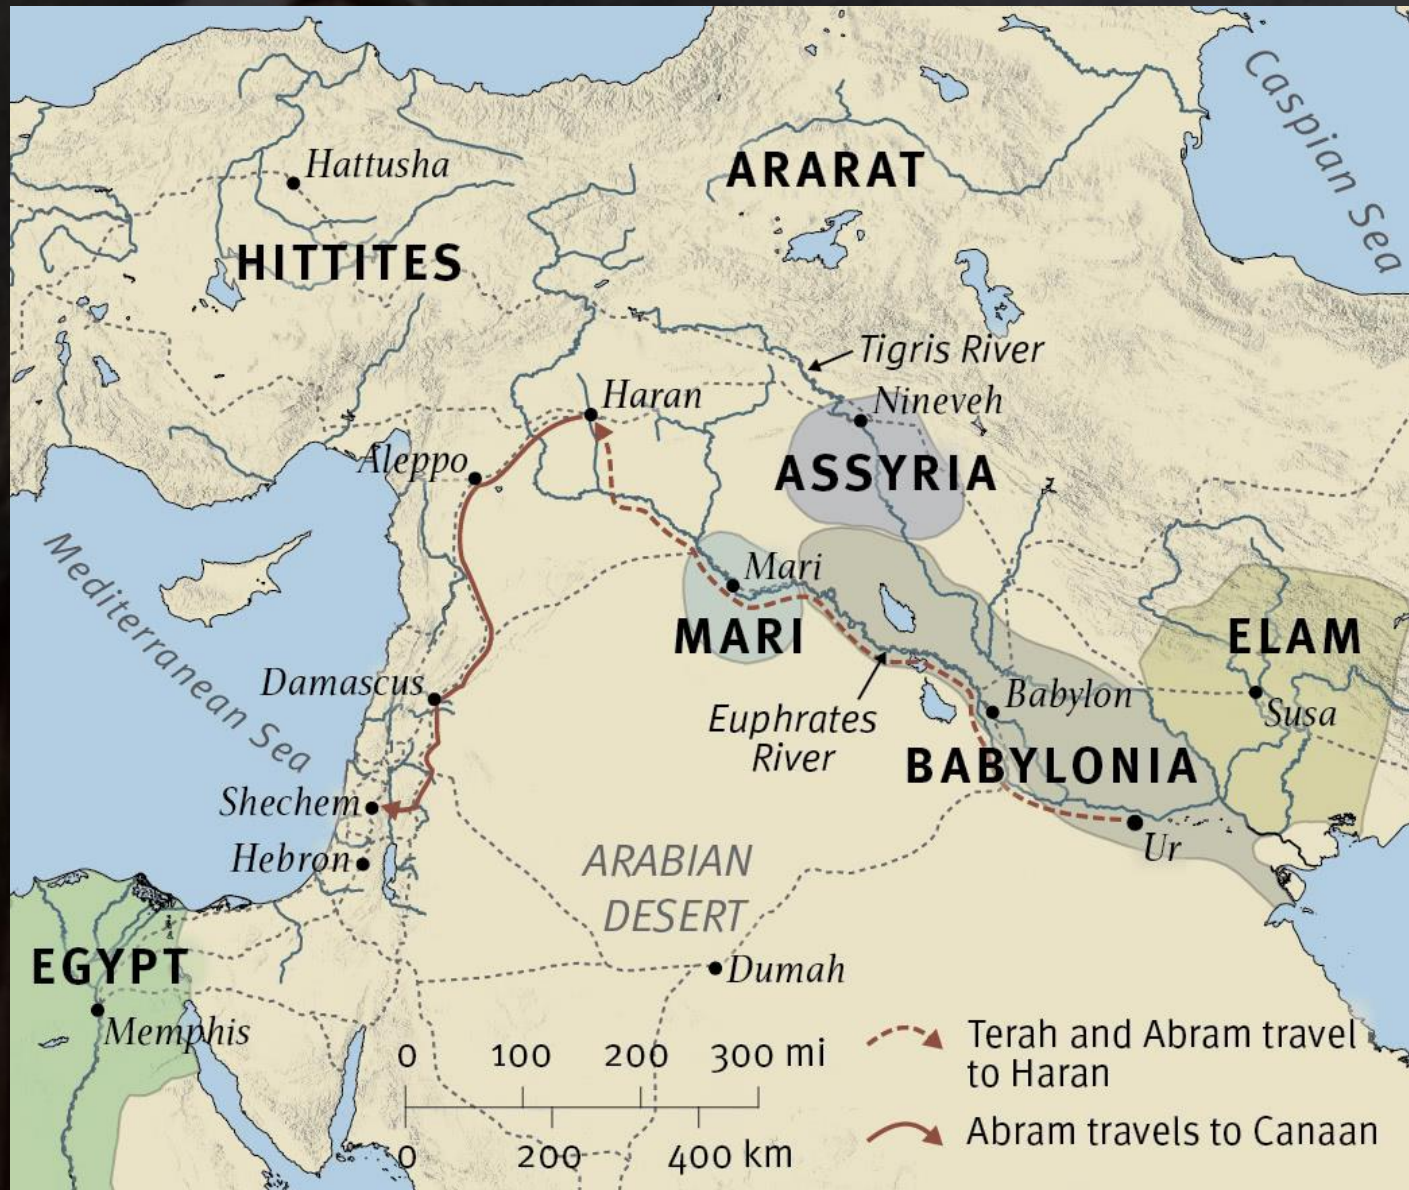 Caspian Sea
ARARAT
Hattusha
HITTITES
Tigris River
Haran
Nineveh
Aleppo
ASSYRIA
Mediterranean Sea
Mari
MARI
ELAM
Damascus
Babylon
Susa
Euphrates
River
BABYLONIA
Shechem
Ur
Hebron
ARABIAN
DESERT
EGYPT
Dumah
Memphis
0 100 200 300 mi
0 200 400 km
Terah and Abram travel
to Haran
Abram travels to Canaan